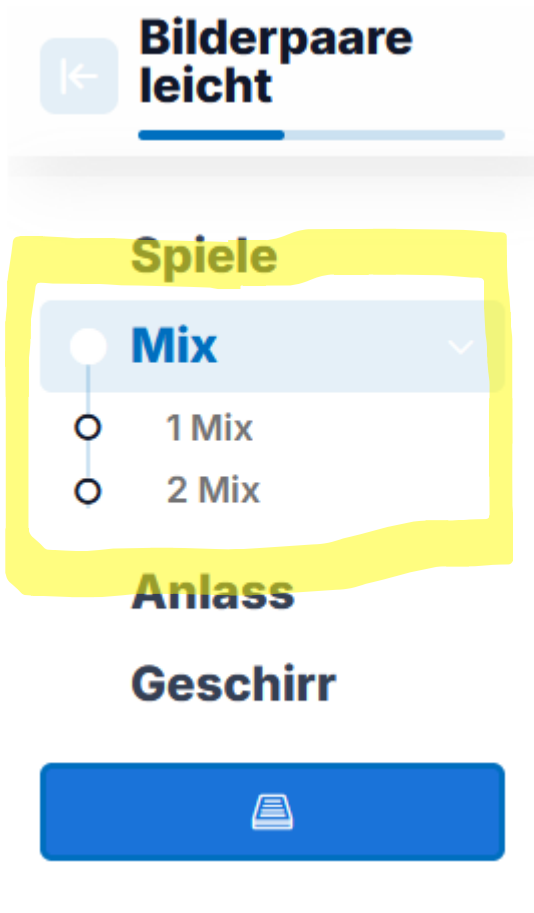 Bilderpaare
leicht
Spiele
Mix
1 Mix
2 Mix
Anlass
Geschirr